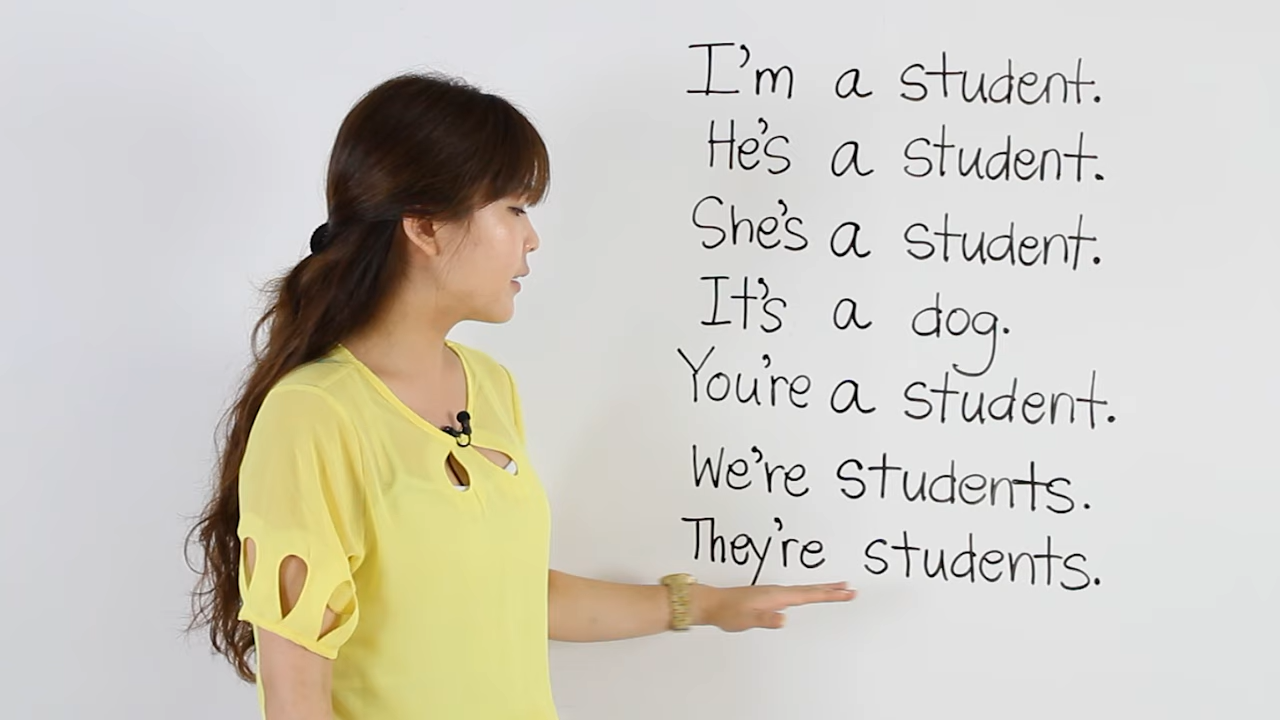 I'm a student.
He's a student.
She's a student.
It's a dog.
You're a student.
We're students.
They're students.